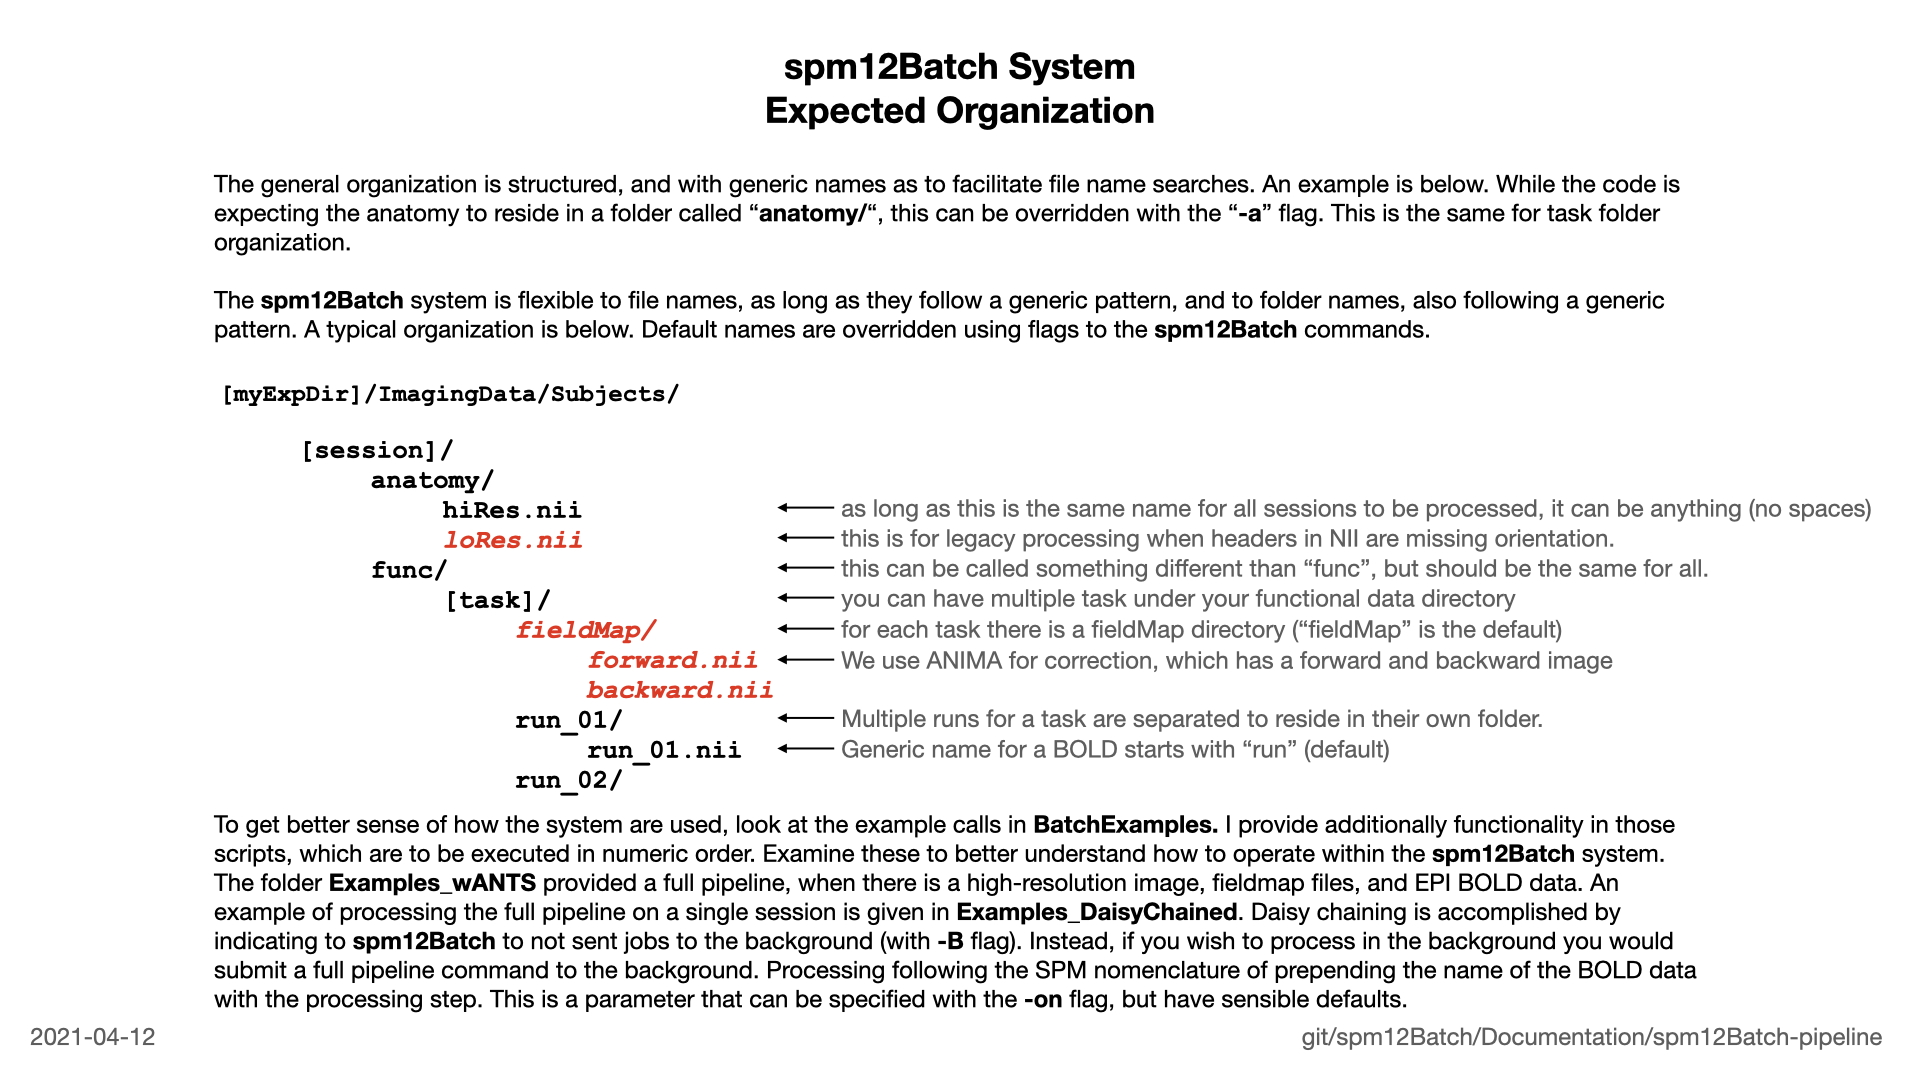 spm12Batch System
Expected Organization
The general organization is structured, and with generic names as to facilitate file name searches. An example is below. While the code is
expecting the anatomy to reside in a folder called “anatomy/“, this can be overridden with the “-a” flag. This is the same for task folder
organization.
The spm12Batch system is flexible to file names, as long as they follow a generic pattern, and to folder names, also following a generic
pattern. A typical organization is below. Default names are overridden using flags to the spm12Batch commands.
[myExpDir]/ImagingData/Subjects/
[session]/
anatomy/
hiRes.nii as long as this is the same name for all sessions to be processed, it can be anything (no spaces)
loRes.nii this is for legacy processing when headers in NII are missing orientation.
func/ this can be called something different than “func”, but should be the same for all.
[task]/ you can have multiple task under your functional data directory
fieldMap/ for each task there is a fieldMap directory (“fieldMap” is the default)
forward.nii We use ANIMA for correction, which has a forward and backward image
backward.nii
run_01/ Multiple runs for a task are separated to reside in their own folder.
run_01.nii Generic name for a BOLD starts with “run” (default)
run_02/
To get better sense of how the system are used, look at the example calls in BatchExamples. I provide additionally functionality in those
scripts, which are to be executed in numeric order. Examine these to better understand how to operate within the spm12Batch system.
The folder Examples_wANTS provided a full pipeline, when there is a high-resolution image, fieldmap files, and EPI BOLD data. An
example of processing the full pipeline on a single session is given in Examples_DaisyChained. Daisy chaining is accomplished by
indicating to spm12Batch to not sent jobs to the background (with -B flag). Instead, if you wish to process in the background you would
submit a full pipeline command to the background. Processing following the SPM nomenclature of prepending the name of the BOLD data
with the processing step. This is a parameter that can be specified with the -on flag, but have sensible defaults.
2021-04-12 git/spm12Batch/Documentation/spm12Batch-pipeline